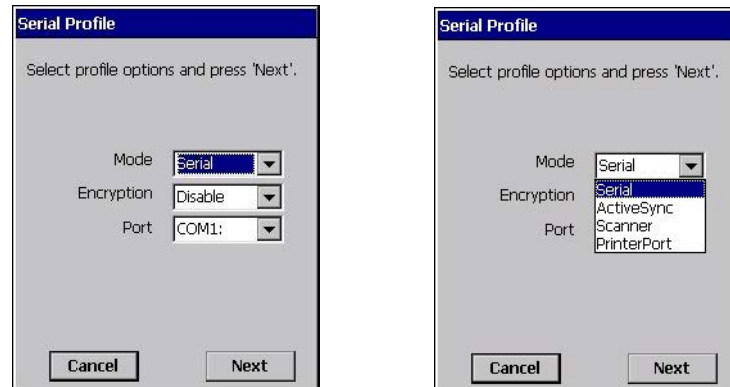 Serial Profile
Select profile options and press 'Next'.
Mode Serial
Encryption Disable
Port COM1:
Cancel Next
Serial Profile
Select profile options and press 'Next'.
Mode Serial
Serial
Encryption
ActiveSync
Scanner
Port
PrinterPort
Cancel Next